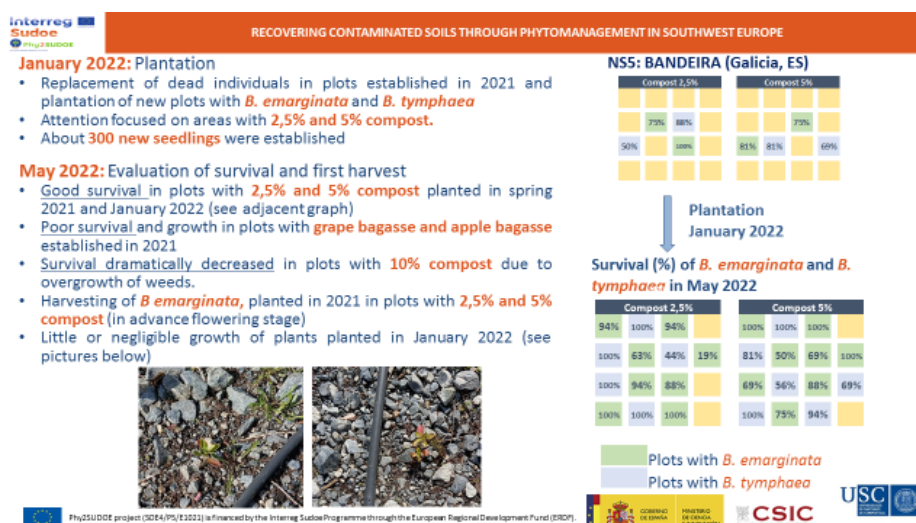 Interreg
Sudoe
Phy2SUDOE
RECOVERING CONTAMINATED SOILS THROUGH PHYTOMANAGEMENT IN SOUTHWEST EUROPE
January 2022: Plantation
• Replacement of dead individuals in plots established in 2021 and
plantation of new plots with B. emarginata and B. tymphaea
• Attention focused on areas with 2,5% and 5% compost.
• About 300 new seedlings were established
May 2022: Evaluation of survival and first harvest
• Good survival in plots with 2,5% and 5% compost planted in spring
2021 and January 2022 (see adjacent graph)
• Poor survival and growth in plots with grape bagasse and apple bagasse
established in 2021
• Survival dramatically decreased in plots with 10% compost due to
overgrowth of weeds.
• Harvesting of B emarginata, planted in 2021 in plots with 2,5% and 5%
compost (in advance flowering stage)
• Little or negligible growth of plants planted in January 2022 (see
pictures below)
NS5: BANDEIRA (Galicia, ES)
Compost 2,5% Compost 5%
75% 88% 75%
50% 100% 81% 81% 69%
Plantation
January 2022
Survival (%) of B. emarginata and B.
tymphaea in May 2022
Compost 2,5% Compost 5%
94% 100% 94% 100% 100% 100%
100% 63% 44% 19% 81% 50% 69% 100%
100% 94% 88% 69% 56% 88% 69%
100% 100% 100% 100% 75% 94%
Plots with B. emarginata
Plots with B. tymphaea
Phy2SUDOE project (SOE4/P5/E1021) is financed by the Interreg Sudoe Programme through the European Regional Development Fund (ERDF).
GOBIERNO
DE ESPAÑA
MINISTERIO
DE CIENCIA
CSIC
USC